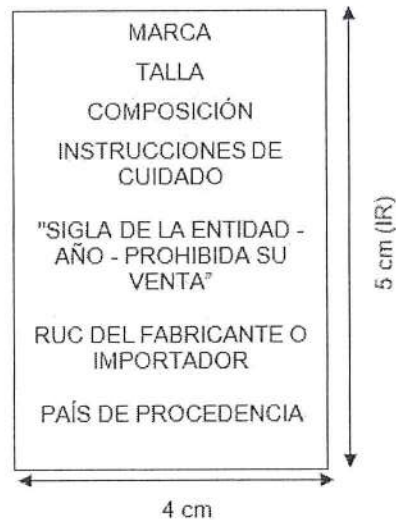 MARCA
TALLA
COMPOSICIÓN
INSTRUCCIONES DE
CUIDADO
"SIGLA DE LA ENTIDAD -
AÑO - PROHIBIDA SU
VENTA"
RUC DEL FABRICANTE O
IMPORTADOR
PAÍS DE PROCEDENCIA
5 cm (IR)
4 cm